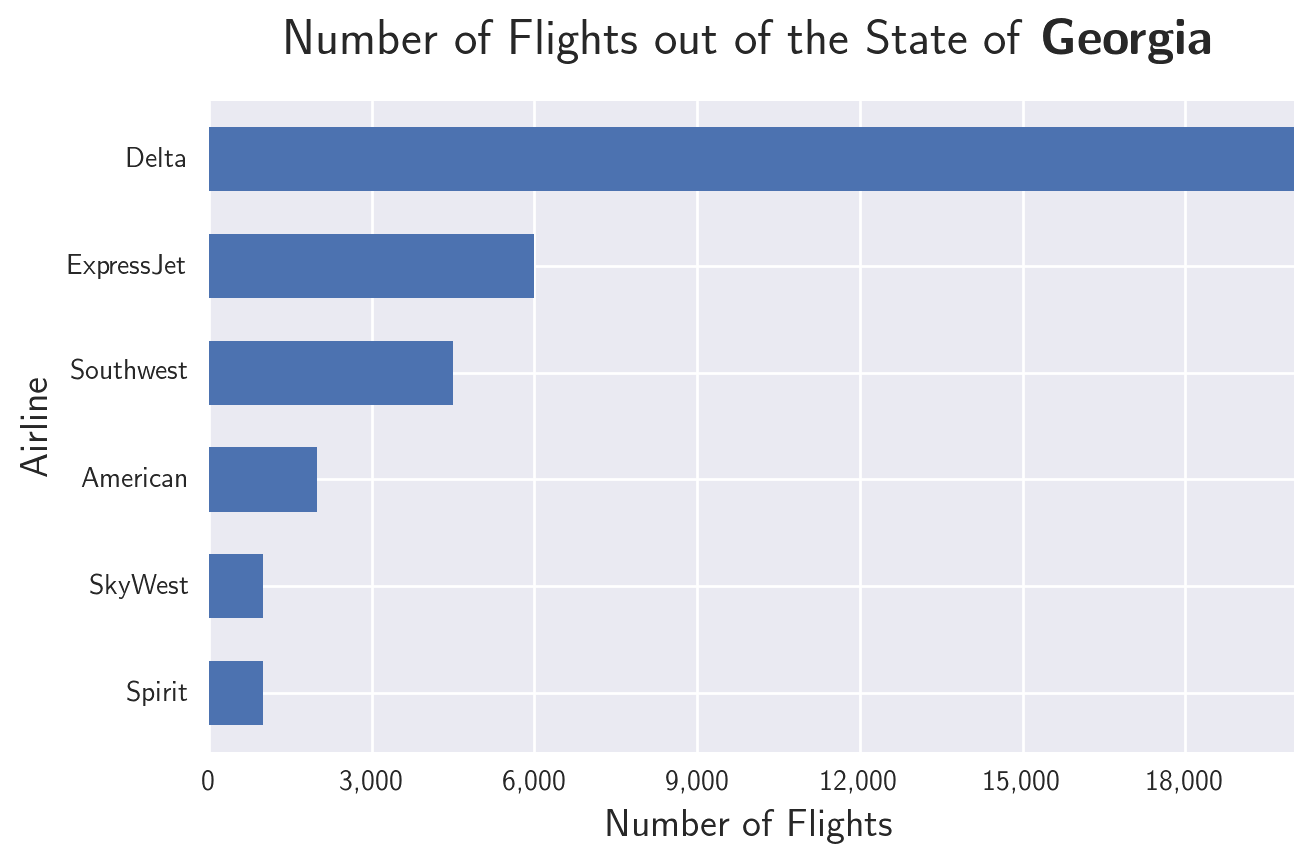 Number of Flights out of the State of Georgia
Delta
ExpressJet
Southwest
American
SkyWest
Spirit
Airline
0 3,000 6,000 9,000 12,000 15,000 18,000
Number of Flights